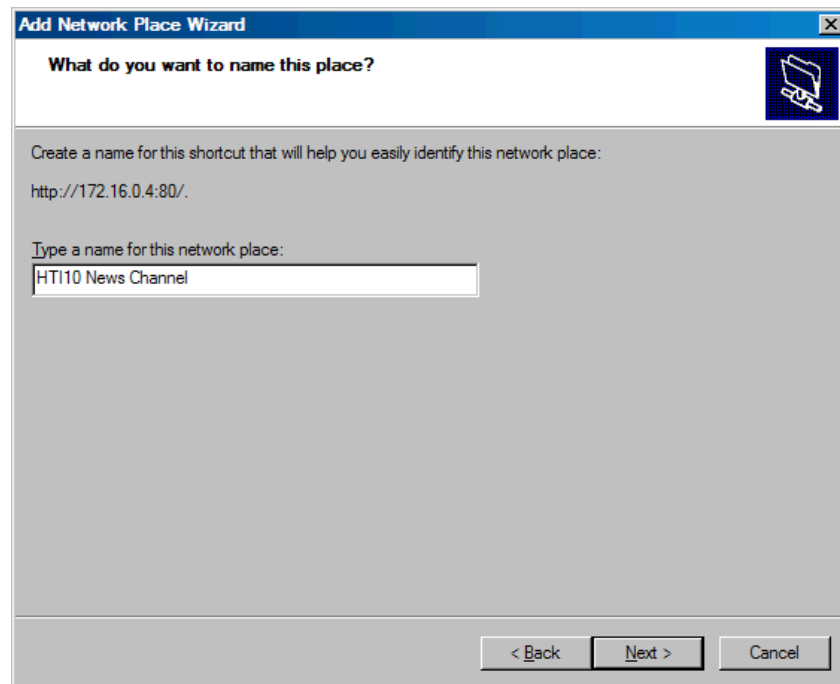 Add Network Place Wizard
What do you want to name this place?
Create a name for this shortcut that will help you easily identify this network place:
http://172.16.0.4:80/.
Type a name for this network place:
HTI10 News Channel
< Back
Next >
Cancel